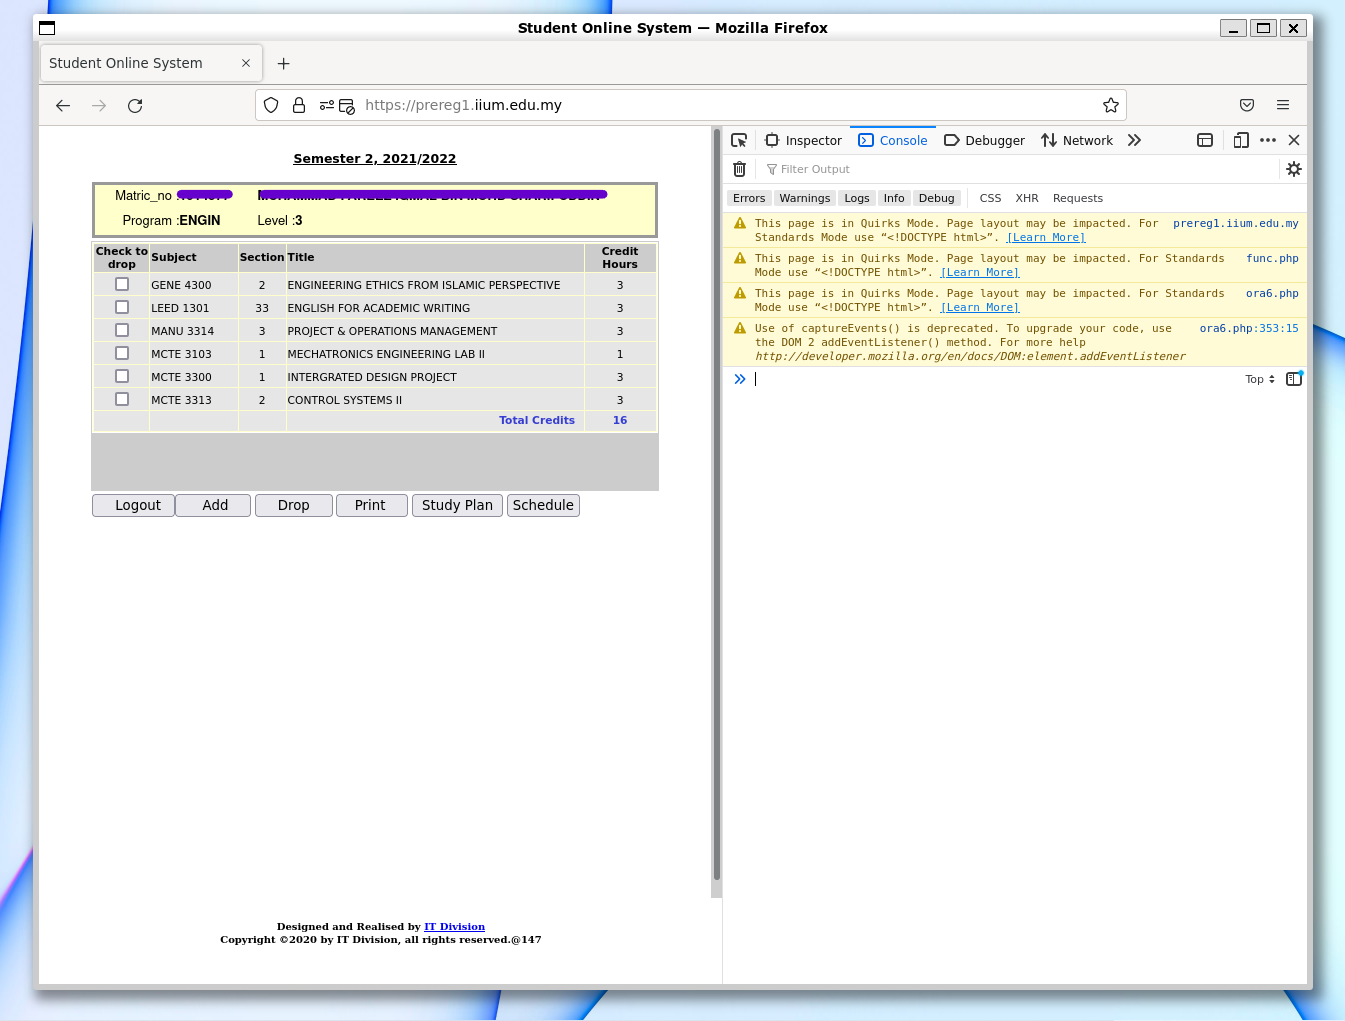 Student Online System — Mozilla Firefox
Student Online System
https://prereg1.iium.edu.my
Semester 2, 2021/2022
Matric_no :
Program :ENGIN Level :3
Check to drop Subject Section Title Credit Hours
GENE 4300 2 ENGINEERING ETHICS FROM ISLAMIC PERSPECTIVE 3
LEED 1301 33 ENGLISH FOR ACADEMIC WRITING 3
MANU 3314 3 PROJECT & OPERATIONS MANAGEMENT 3
MCTE 3103 1 MECHATRONICS ENGINEERING LAB II 1
MCTE 3300 1 INTERGRATED DESIGN PROJECT 3
MCTE 3313 2 CONTROL SYSTEMS II 3
Total Credits 16
Logout Add Drop Print Study Plan Schedule
Designed and Realised by IT Division
Copyright ©2020 by IT Division, all rights reserved.@147
Inspector Console Debugger Network
Filter Output
Errors Warnings Logs Info Debug CSS XHR Requests
This page is in Quirks Mode. Page layout may be impacted. For prereg1.iium.edu.my
Standards Mode use “<!DOCTYPE html>”. [Learn More]
This page is in Quirks Mode. Page layout may be impacted. For Standards func.php
Mode use “<!DOCTYPE html>”. [Learn More]
This page is in Quirks Mode. Page layout may be impacted. For Standards ora6.php
Mode use “<!DOCTYPE html>”. [Learn More]
Use of captureEvents() is deprecated. To upgrade your code, use ora6.php:353:15
the DOM 2 addEventListener() method. For more help
http://developer.mozilla.org/en/docs/DOM:element.addEventListener
Top